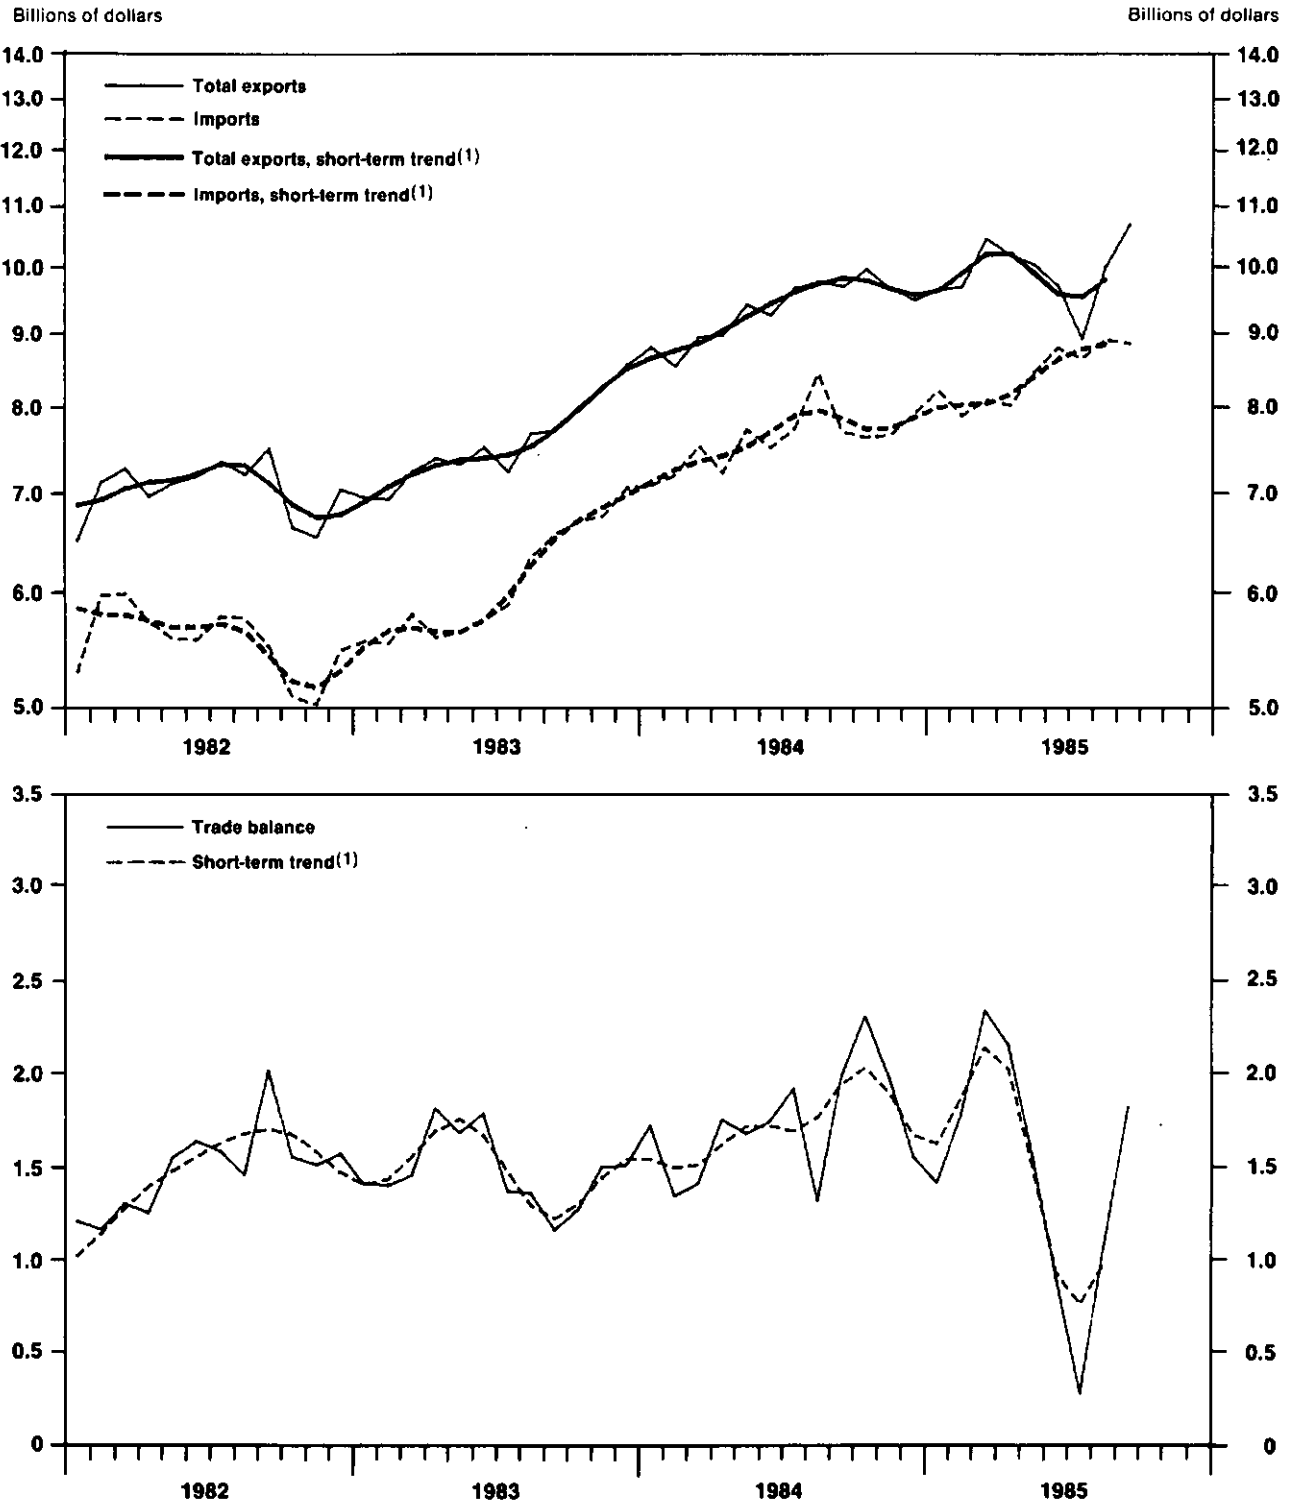 Billions of dollars Billions of dollars
14.0 14.0
Total exports
13.0 13.0
Imports
12.0 12.0
Total exports, short-term trend(1)
Imports, short-term trend(1)
11.0 11.0
10.0 10.0
9.0 9.0
8.0 8.0
7.0 7.0
6.0 6.0
5.0 5.0
1982 1983 1984 1985
3.5 3.5
Trade balance
Short-term trend(1)
3.0 3.0
2.5 2.5
2.0 2.0
1.5 1.5
1.0 1.0
0.5 0.5
0 0
1982 1983 1984 1985